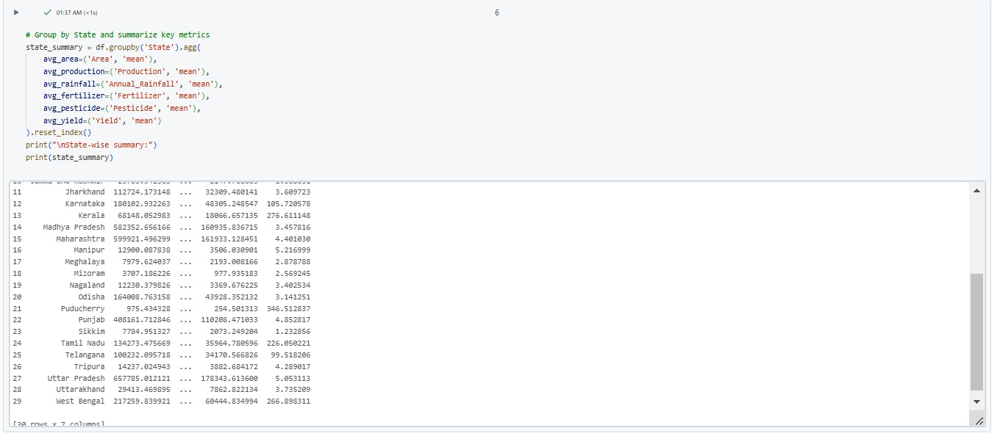 01:37 AM (<1s)
6
# Group by State and summarize key metrics
state_summary = df.groupby('State').agg(
    avg_area=('Area', 'mean'),
    avg_production=('Production', 'mean'),
    avg_rainfall=('Annual_Rainfall', 'mean'),
    avg_fertilizer=('Fertilizer', 'mean'),
    avg_pesticide=('Pesticide', 'mean'),
    avg_yield=('Yield', 'mean')
).reset_index()
print("\nState-wise summary:")
print(state_summary)
10 Jammu and Kashmir ...
11 Jharkhand 112724.173148 ... 32309.480141 3.609723
12 Karnataka 180102.932263 ... 48305.248547 105.720578
13 Kerala 68148.052983 ... 18066.657135 276.611148
14 Madhya Pradesh 582352.656166 ... 160935.836715 3.457816
15 Maharashtra 599921.496299 ... 161933.128451 4.401030
16 Manipur 12900.087838 ... 3506.030901 5.216999
17 Meghalaya 7979.624037 ... 2193.008166 2.878788
18 Mizoram 3707.186226 ... 977.935183 2.569245
19 Nagaland 12230.379826 ... 3369.676225 3.402534
20 Odisha 164008.763158 ... 43928.352132 3.141251
21 Puducherry 975.434328 ... 254.501313 346.512837
22 Punjab 408161.712846 ... 110208.471033 4.852817
23 Sikkim 7784.951327 ... 2073.249204 1.232856
24 Tamil Nadu 134273.475669 ... 35964.780596 226.050221
25 Telangana 100232.095718 ... 34170.566826 99.518206
26 Tripura 14237.024943 ... 3882.684172 4.289017
27 Uttar Pradesh 657785.012121 ... 178343.613600 5.053113
28 Uttarakhand 29413.469895 ... 7862.822134 3.735209
29 West Bengal 217259.839921 ... 60444.834994 266.898311
[30 rows x 7 columns]